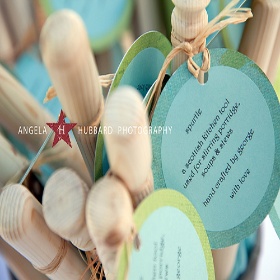 ANGELA H HUBBARD PHOTOGRAPHY
spurtle
a scottish kitchen tool
used for stirring porridge,
soups & stews
hand crafted by george
with love